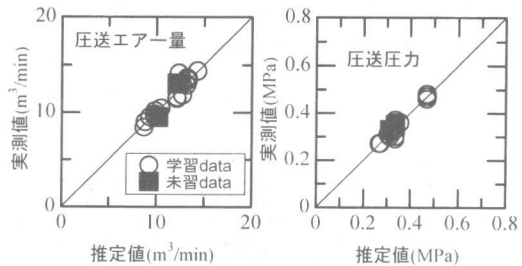 20
圧送エアー量
実測値(m³/min)
10
学習data
未習data
0
0
10
20
推定値(m³/min)
0.8
圧送圧力
実測値(MPa)
0.6
0.4
0.2
0
0
0.2
0.4
0.6
0.8
推定値(MPa)